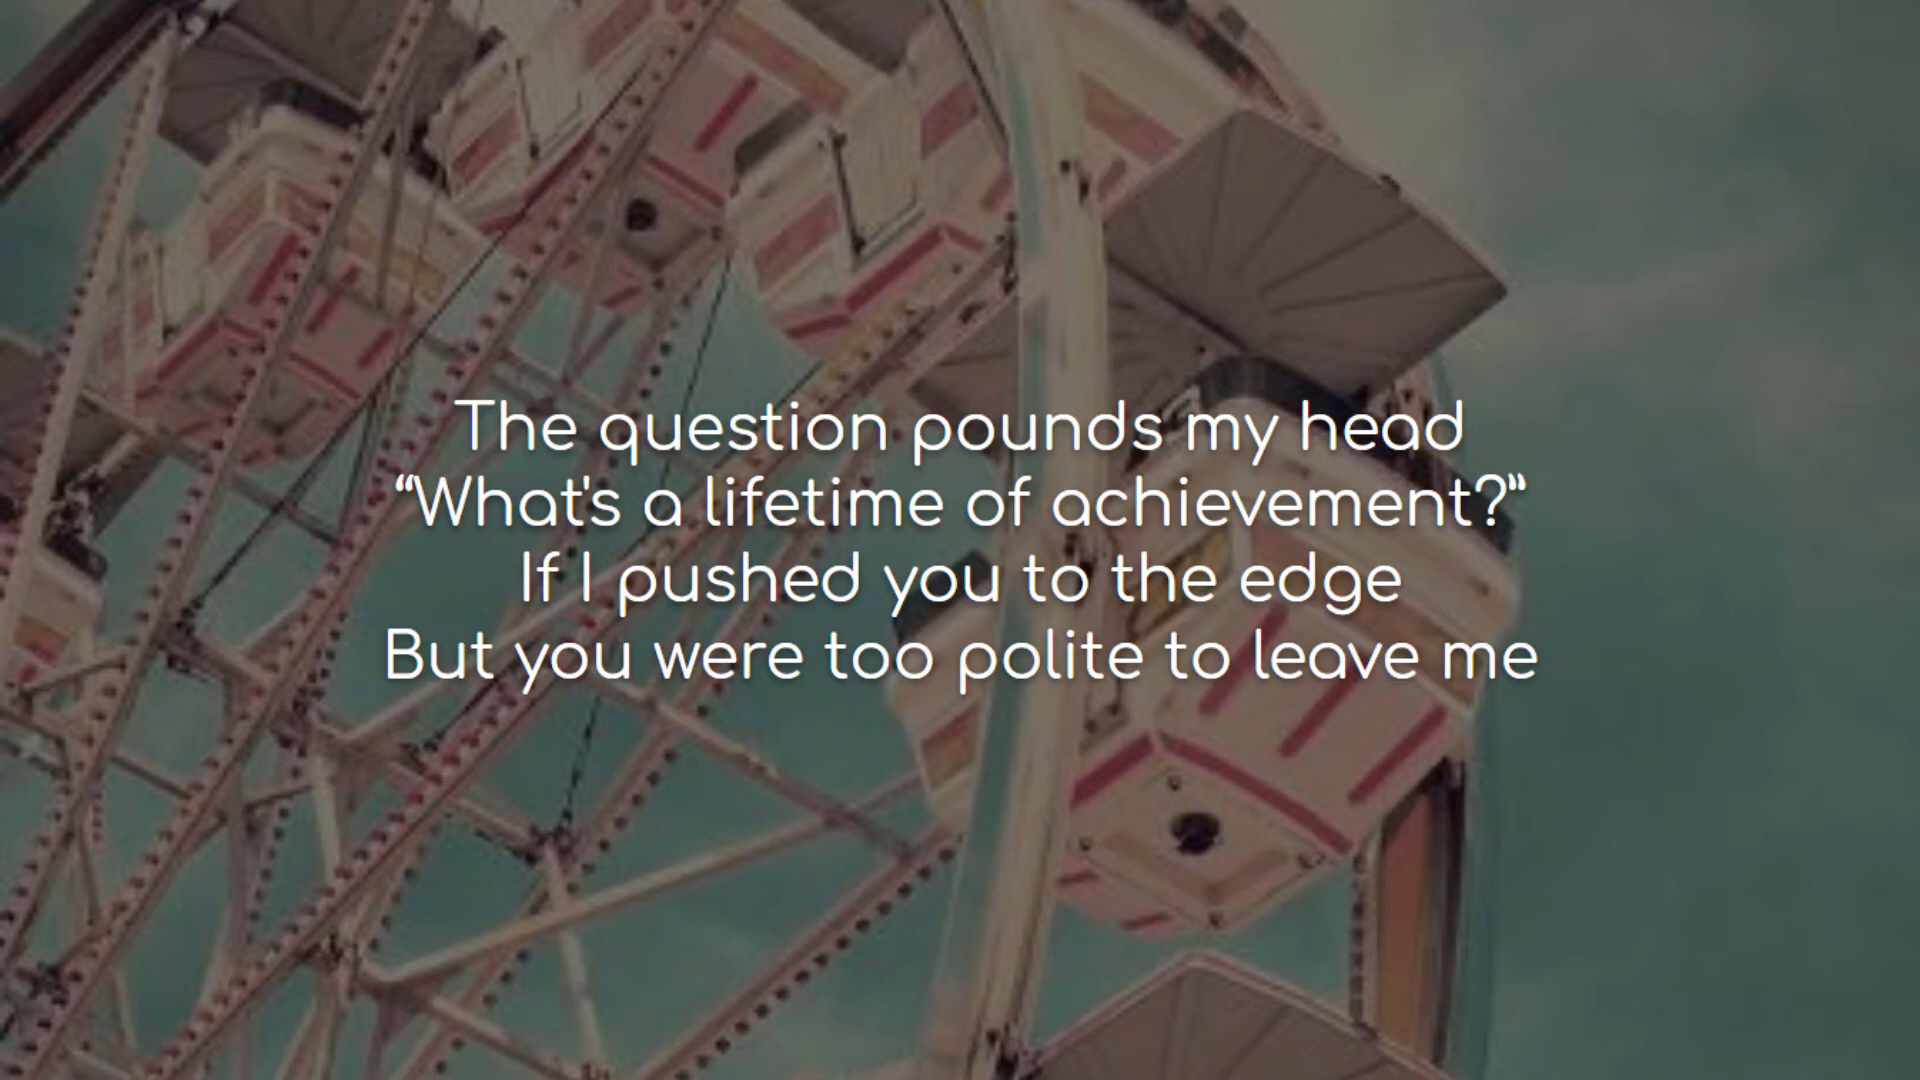 The question pounds my head
“What's a lifetime of achievement?”
If I pushed you to the edge
But you were too polite to leave me